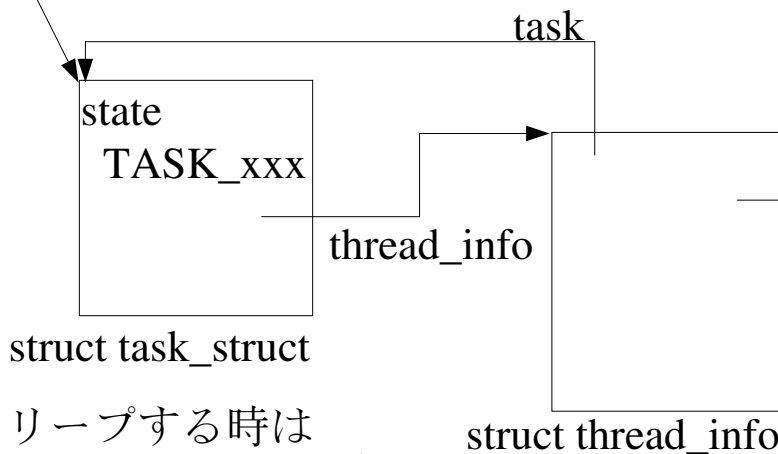 task
state
TASK_xxx
thread_info
struct task_struct
リープする時は
struct thread_info